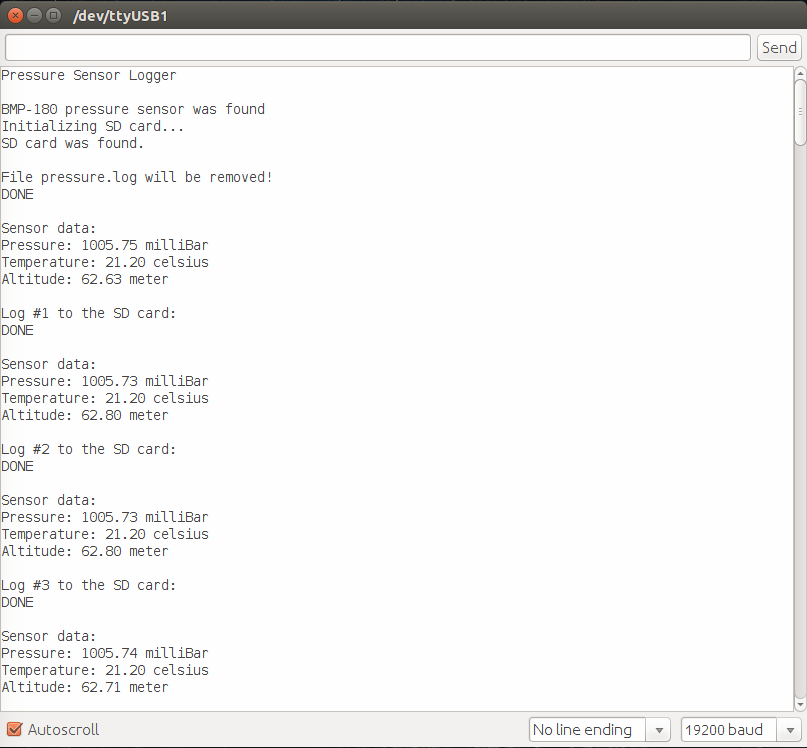 /dev/ttyUSB1
Send
Pressure Sensor Logger
BMP-180 pressure sensor was found
Initializing SD card...
SD card was found.
File pressure.log will be removed!
DONE
Sensor data:
Pressure: 1005.75 milliBar
Temperature: 21.20 celsius
Altitude: 62.63 meter
Log #1 to the SD card:
DONE
Sensor data:
Pressure: 1005.73 milliBar
Temperature: 21.20 celsius
Altitude: 62.80 meter
Log #2 to the SD card:
DONE
Sensor data:
Pressure: 1005.73 milliBar
Temperature: 21.20 celsius
Altitude: 62.80 meter
Log #3 to the SD card:
DONE
Sensor data:
Pressure: 1005.74 milliBar
Temperature: 21.20 celsius
Altitude: 62.71 meter
Autoscroll
No line ending
19200 baud